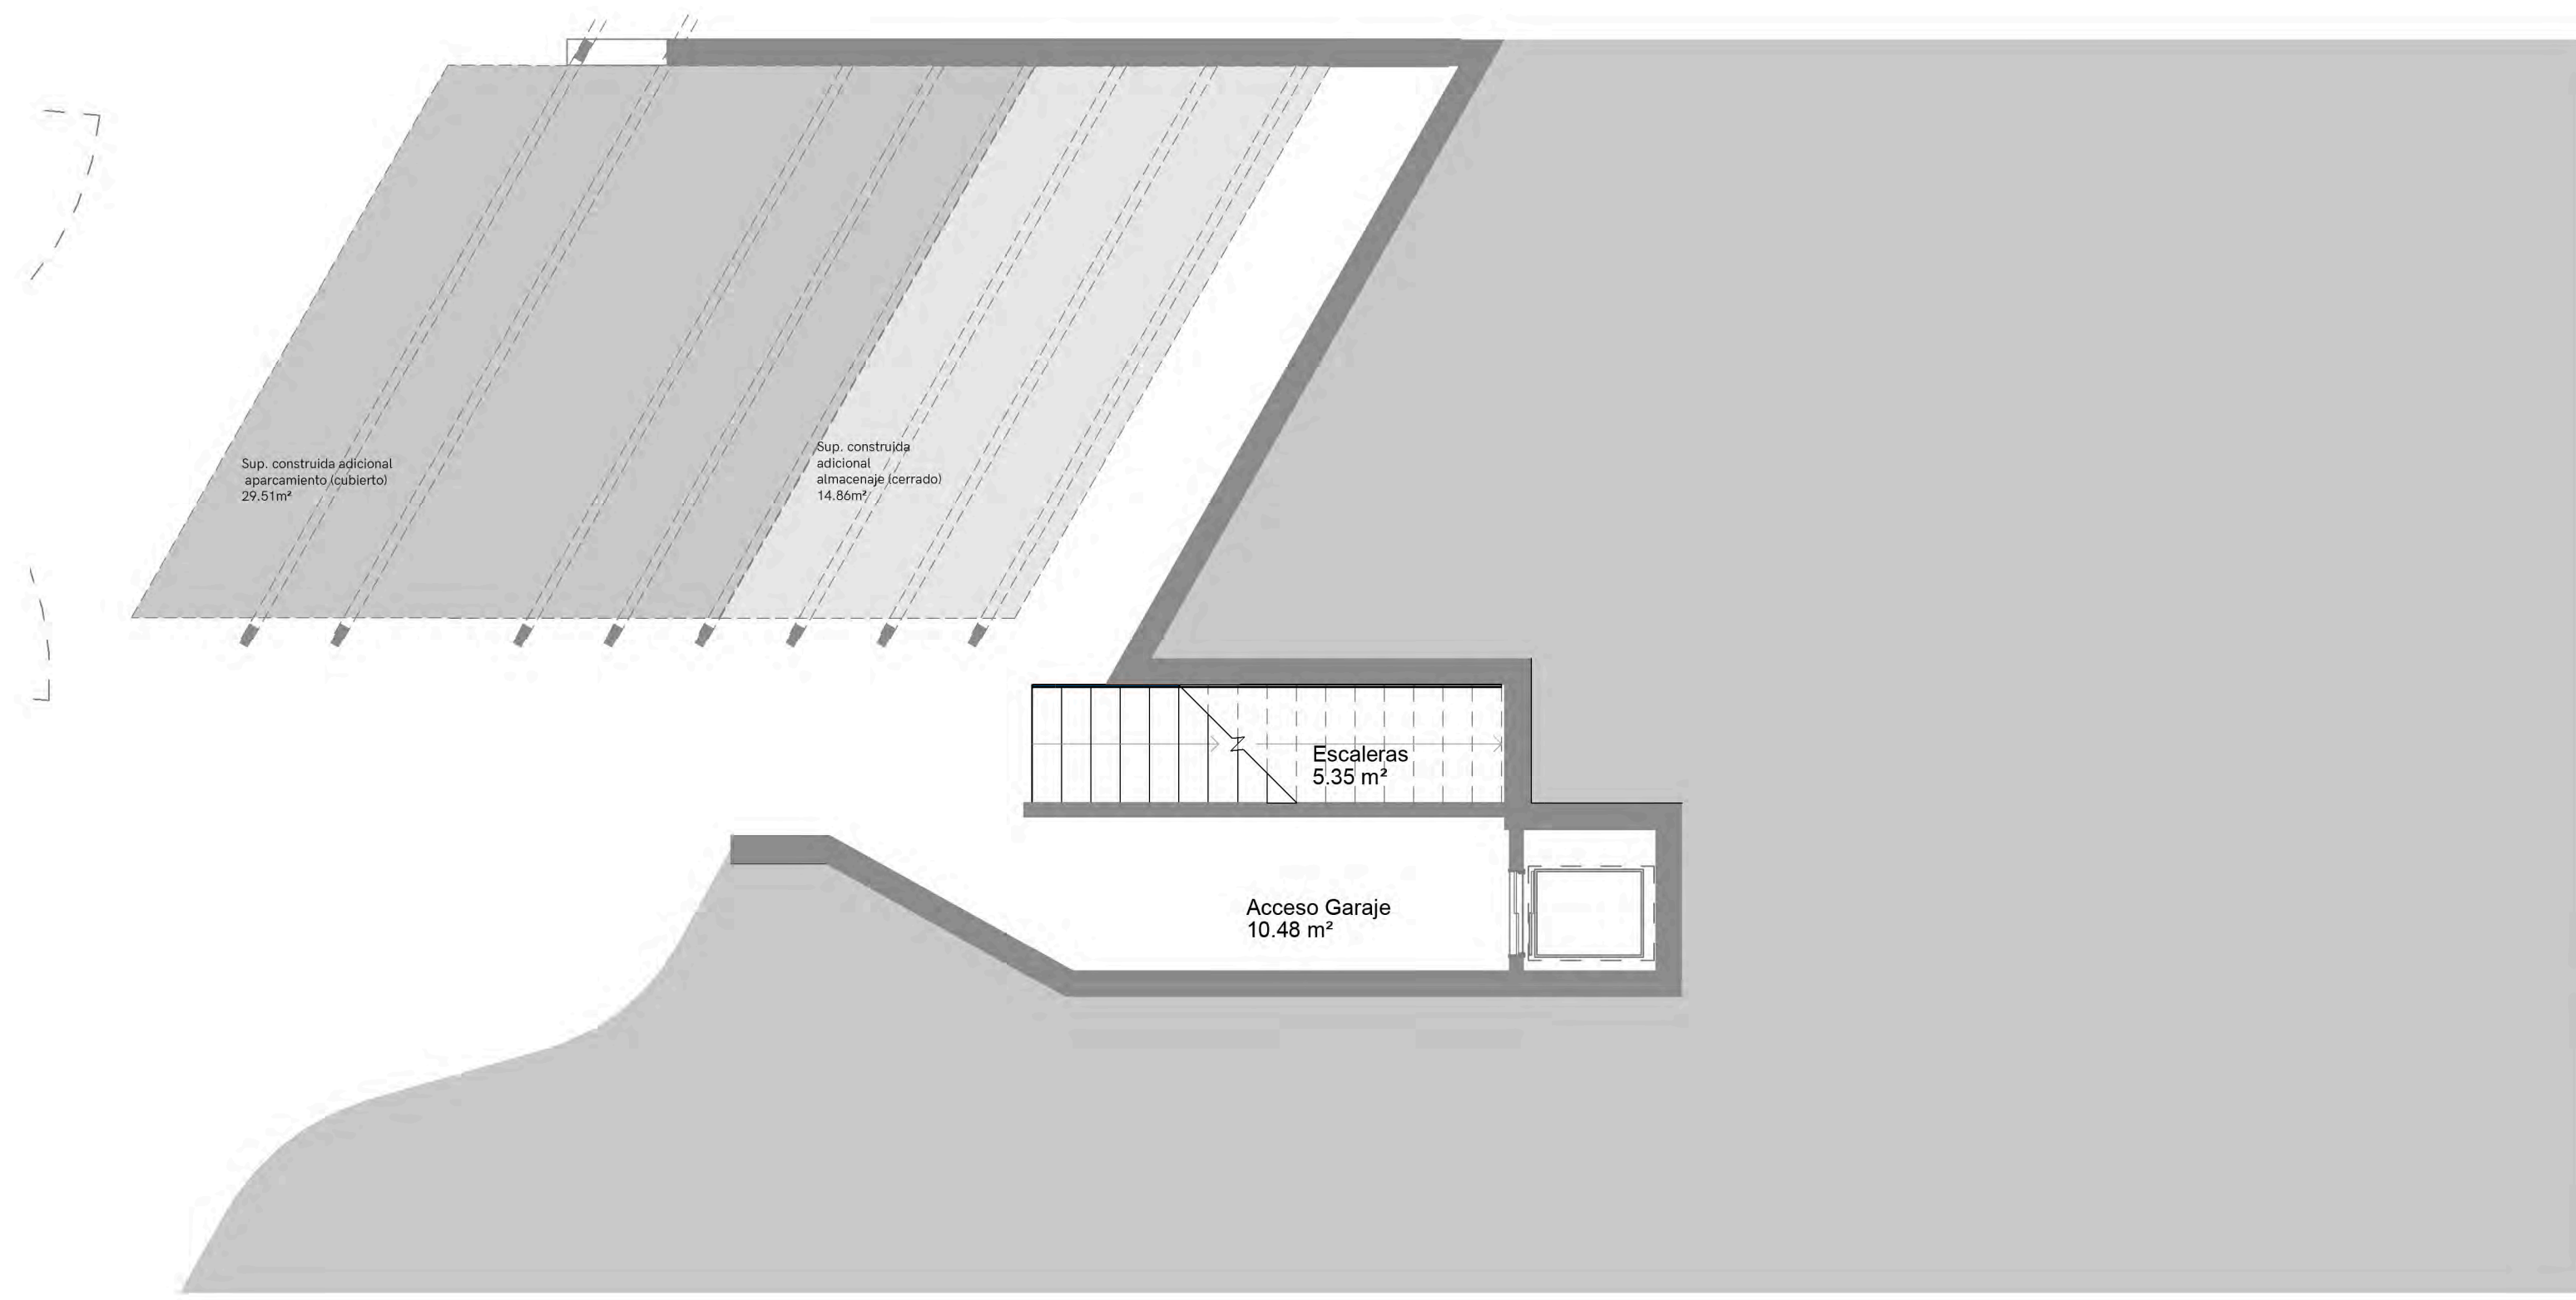 Sup. construida adicional
aparcamiento (cubierto)
29.51m²
Sup. construida
adicional
almacenaje (cerrado)
14.86m²
Escaleras
5.35 m²
Acceso Garaje
10.48 m²